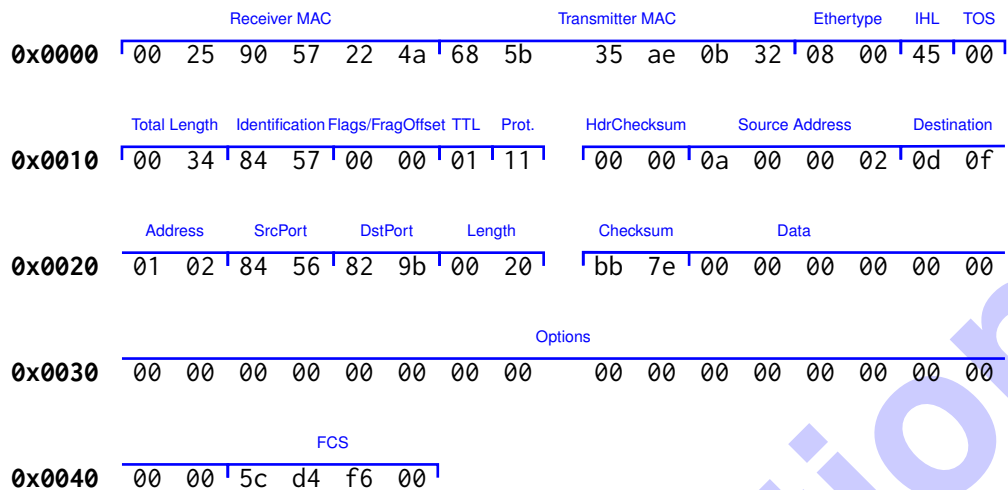 Receiver MAC Transmitter MAC Ethertype IHL TOS
0x0000 00 25 90 57 22 4a 68 5b 35 ae 0b 32 08 00 45 00
Total Length Identification Flags/FragOffset TTL Prot. HdrChecksum Source Address Destination
0x0010 00 34 84 57 00 00 01 11 00 00 0a 00 00 02 0d 0f
Address SrcPort DstPort Length Checksum Data
0x0020 01 02 84 56 82 9b 00 20 bb 7e 00 00 00 00 00 00
Options
0x0030 00 00 00 00 00 00 00 00 00 00 00 00 00 00 00 00
FCS
0x0040 00 00 5c d4 f6 00